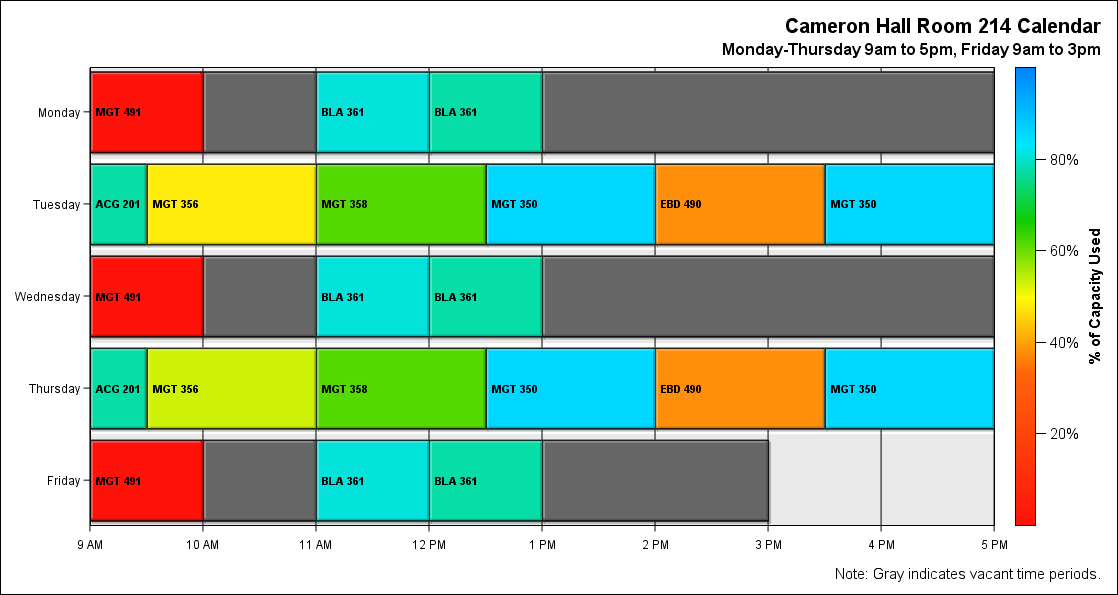 Cameron Hall Room 214 Calendar
Monday-Thursday 9am to 5pm, Friday 9am to 3pm
Monday
MGT 491
BLA 361
BLA 361
80%
Tuesday
ACG 201
MGT 356
MGT 358
MGT 350
EBD 490
MGT 350
60%
Wednesday
MGT 491
BLA 361
BLA 361
% of Capacity Used
40%
Thursday
ACG 201
MGT 356
MGT 358
MGT 350
EBD 490
MGT 350
20%
Friday
MGT 491
BLA 361
BLA 361
9 AM
10 AM
11 AM
12 PM
1 PM
2 PM
3 PM
4 PM
5 PM
Note: Gray indicates vacant time periods.